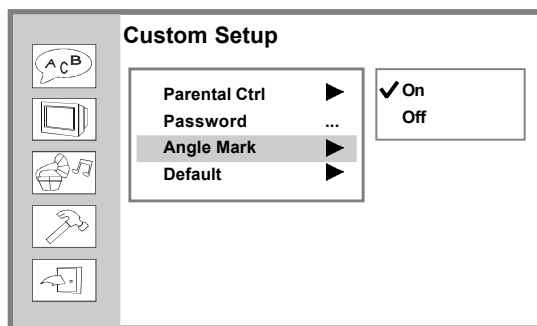 Custom Setup
A C B
Parental Ctrl
Password ...
Angle Mark
Default
On
Off